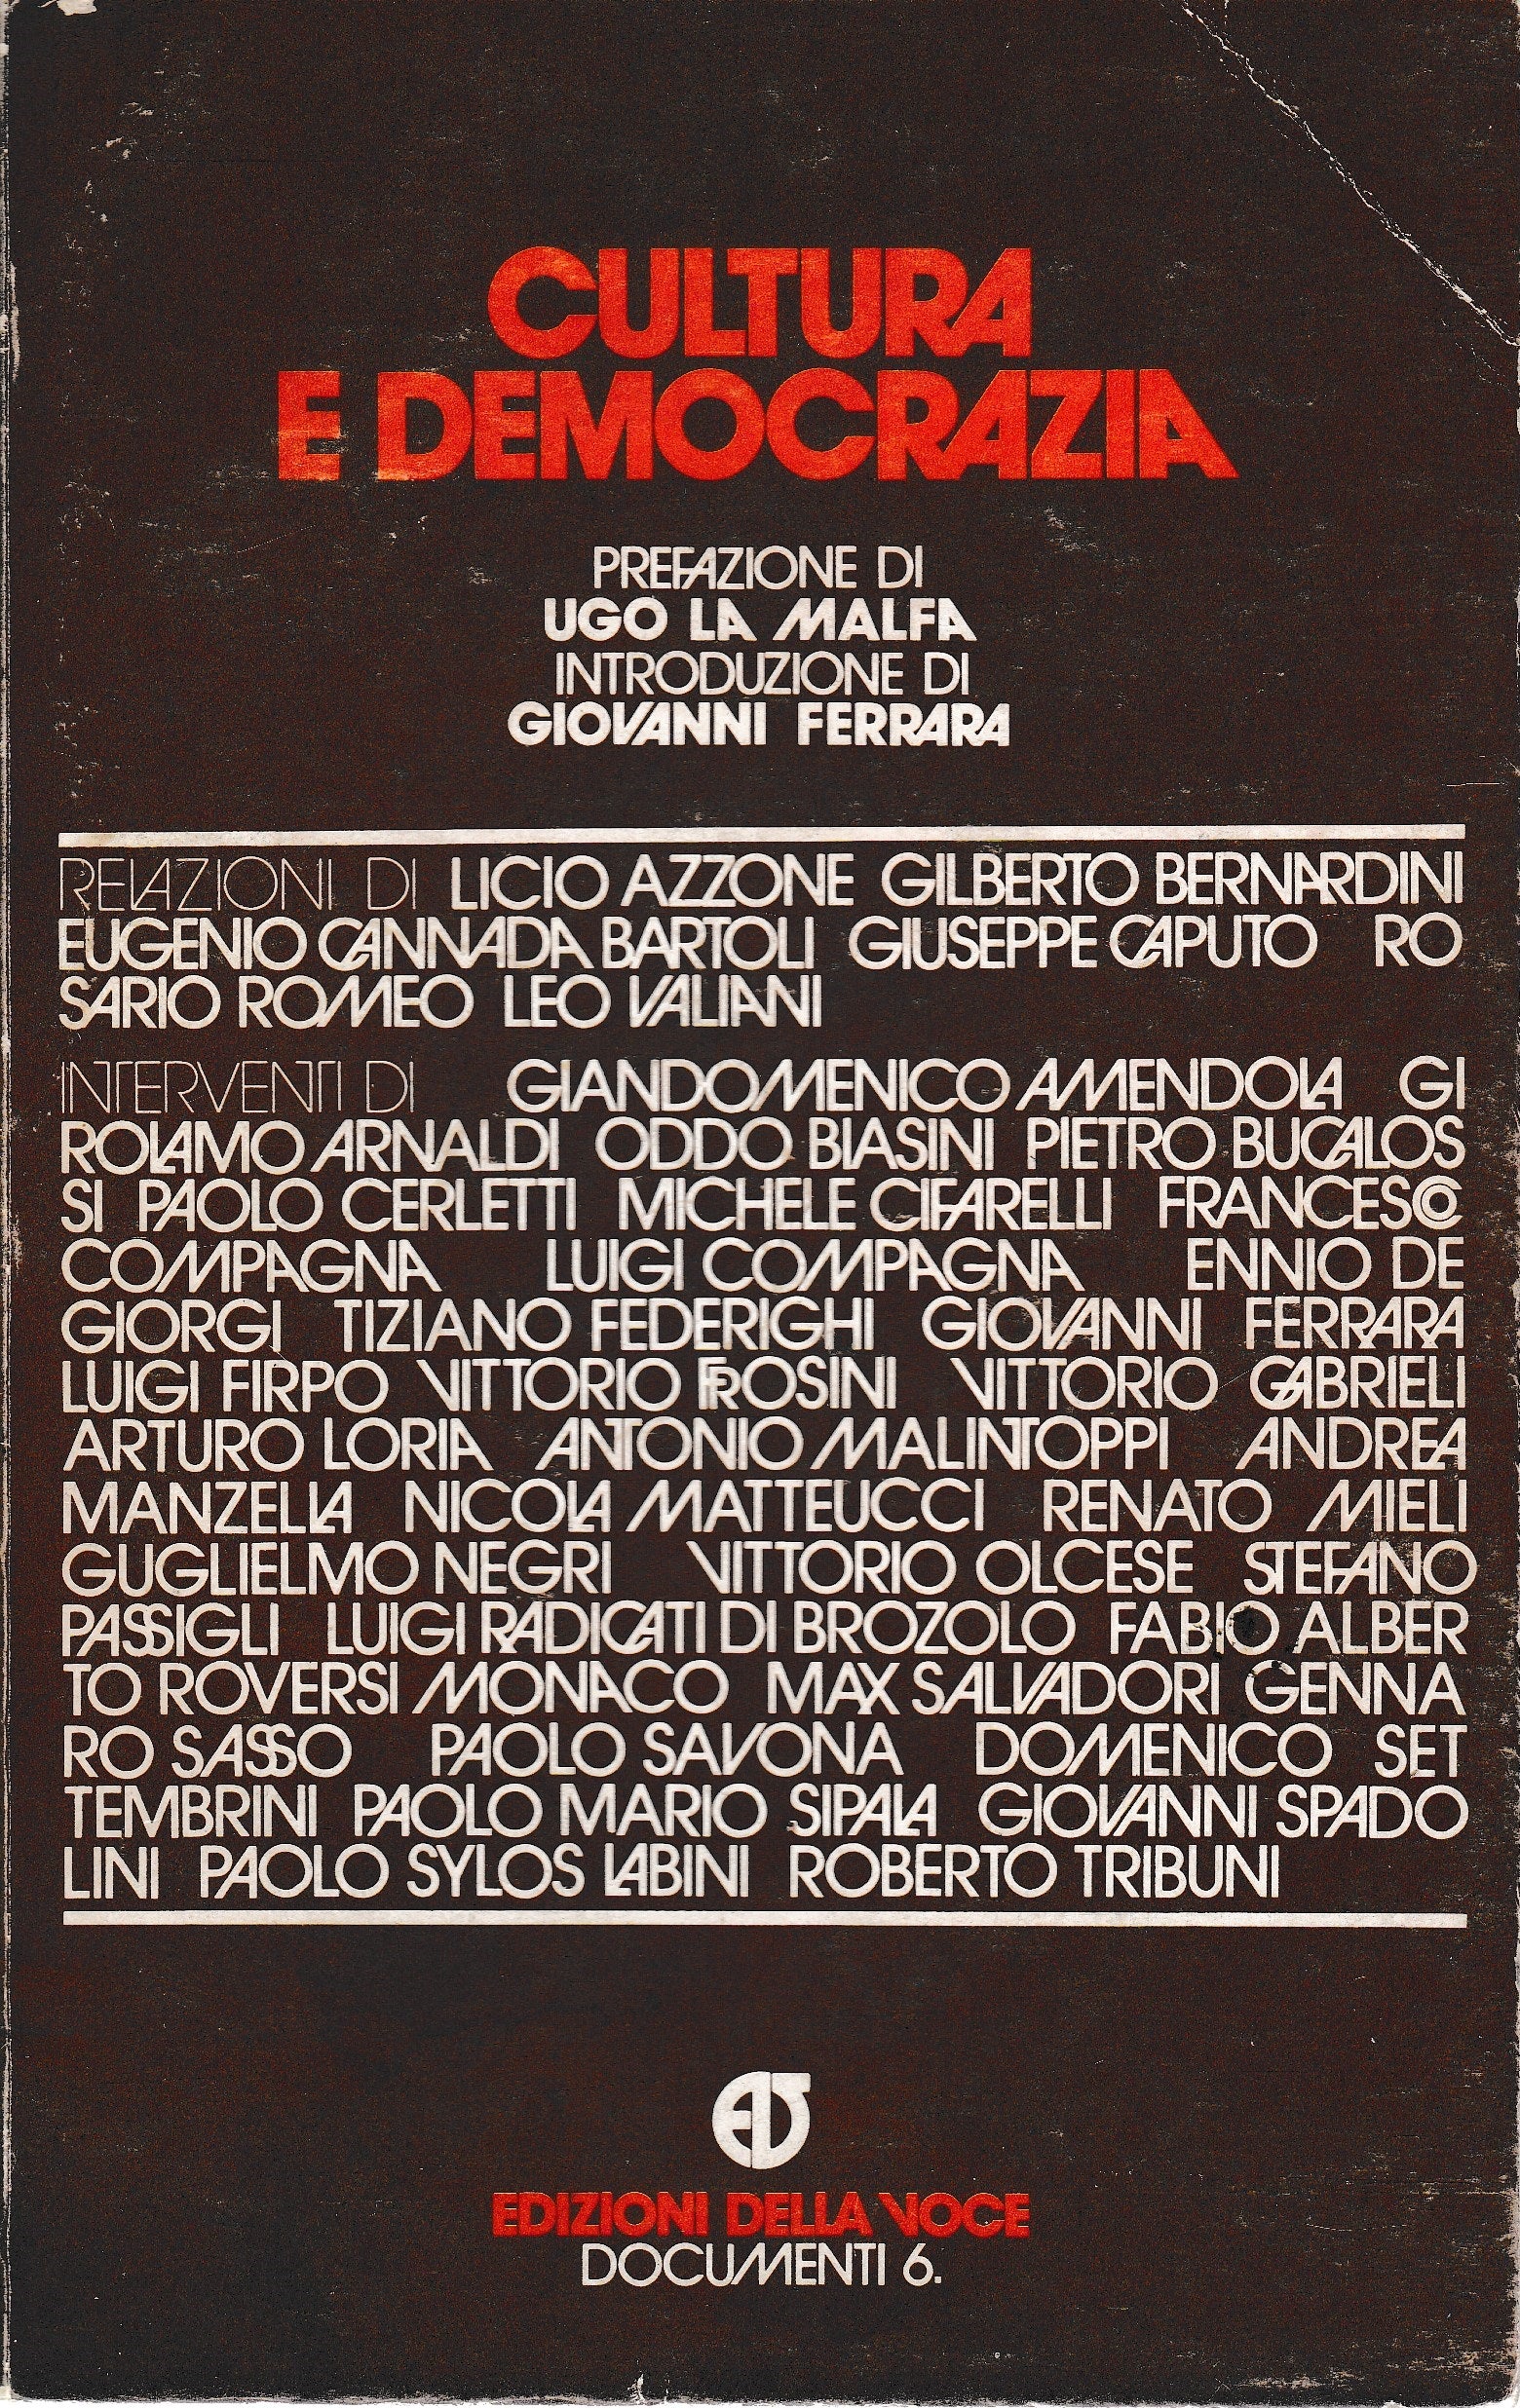 CULTURA
E DEMOCRAZIA
PREFAZIONE DI
UGO LA MALFA
INTRODUZIONE DI
GIOVANNI FERRARA
RELAZIONI DI LICIO AZZONE GILBERTO BERNARDINI
EUGENIO CANNADA BARTOLI GIUSEPPE CAPUTO RO
SARIO ROMEO LEO VALIANI
INTERVENTI DI GIANDOMENICO AMENDOLA GI
ROLAMO ARNALDI ODDO BIASINI PIETRO BUCALOS
SI PAOLO CERLETTI MICHELE CIFARELLI FRANCESCO
COMPAGNA LUIGI COMPAGNA ENNIO DE
GIORGI TIZIANO FEDERIGHI GIOVANNI FERRARA
LUIGI FIRPO VITTORIO FROSINI VITTORIO GABRIELI
ARTURO LORIA ANTONIO MALINTOPPI ANDREA
MANZELLA NICOLA MATTEUCCI RENATO MIELI
GUGLIELMO NEGRI VITTORIO OLCESE STEFANO
PASSIGLI LUIGI RADICATI DI BROZOLO FABIO ALBER
TO ROVERSI MONACO MAX SALVADORI GENNA
RO SASSO PAOLO SAVONA DOMENICO SET
TEMBRINI PAOLO MARIO SIPALA GIOVANNI SPADO
LINI PAOLO SYLOS LABINI ROBERTO TRIBUNI
EV
EDIZIONI DELLA VOCE
DOCUMENTI 6.